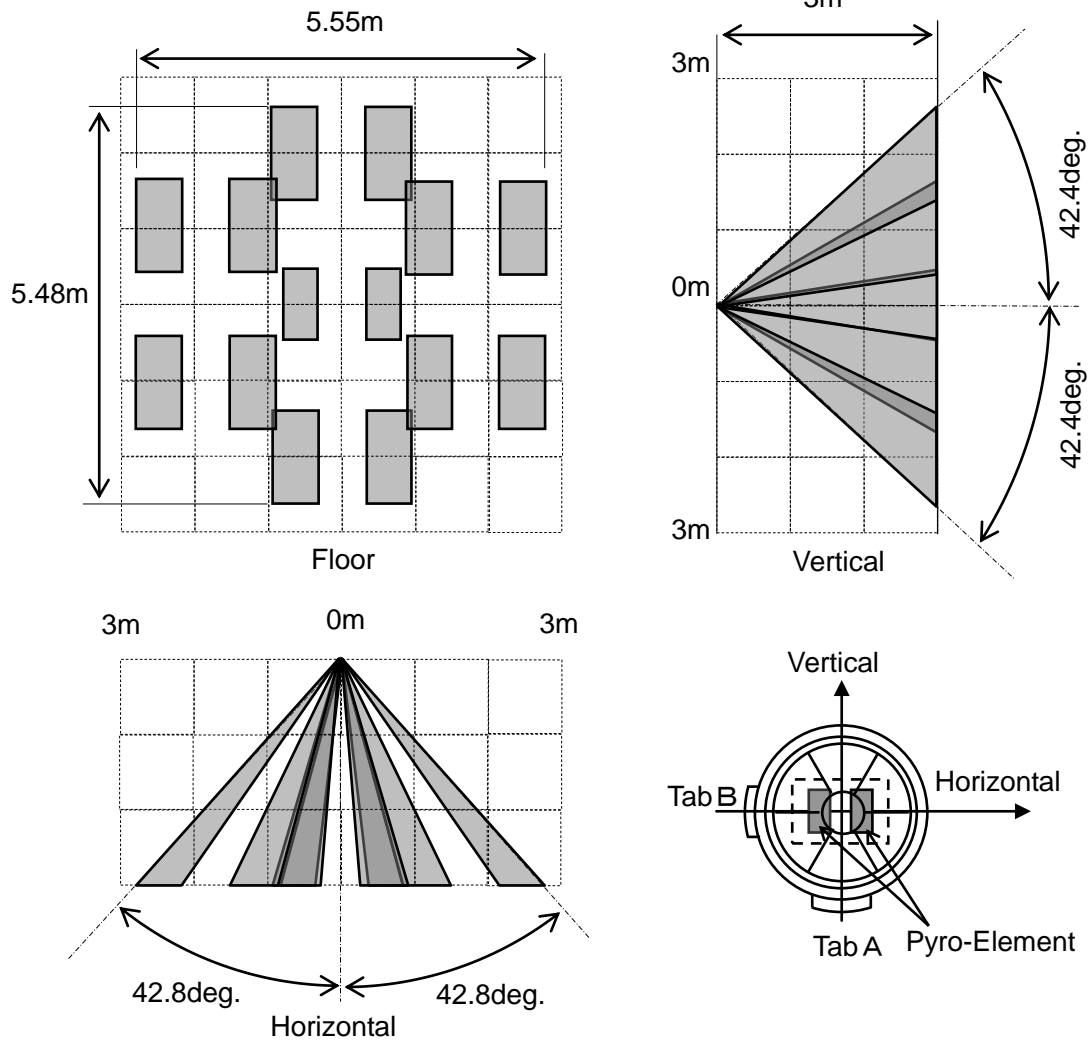 5.55m
3m
5.48m
Floor
3m
0m
3m
42.4deg.
42.4deg.
Vertical
3m
0m
3m
42.8deg.
42.8deg.
Horizontal
Vertical
Tab B
Horizontal
Tab A
Pyro-Element